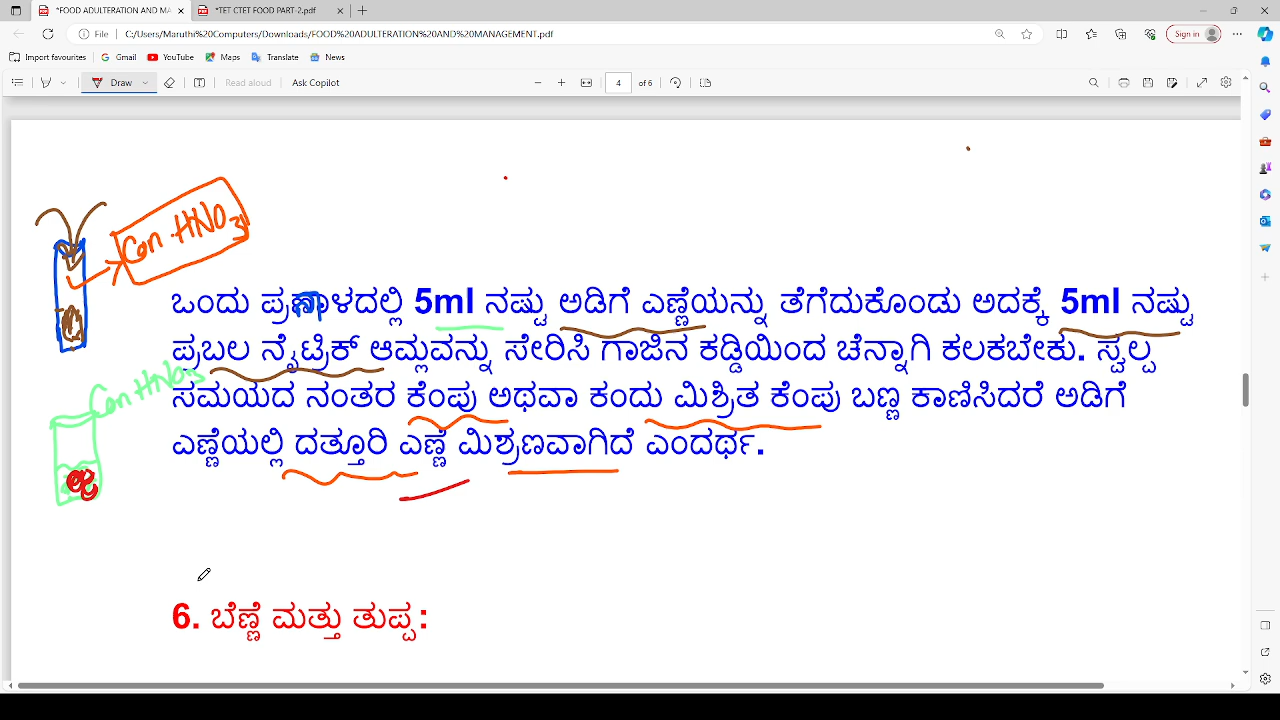 *FOOD ADULTERATION AND MA
*TET CTET FOOD PART-2.pdf
File
C:/Users/Maruthi%20Computers/Downloads/FOOD%20ADULTERATION%20AND%20MANAGEMENT.pdf
Sign in
Import favourites
Gmail
YouTube
Maps
Translate
News
Draw
Read aloud
Ask Copilot
4
of 6
Con·HNO3
ಒಂದು ಪ್ರಣಾಳದಲ್ಲಿ 5ml ನಷ್ಟು ಅಡಿಗೆ ಎಣ್ಣೆಯನ್ನು ತೆಗೆದುಕೊಂಡು ಅದಕ್ಕೆ 5ml ನಷ್ಟು
ಪ್ರಬಲ ನೈಟ್ರಿಕ್ ಆಮ್ಲವನ್ನು ಸೇರಿಸಿ ಗಾಜಿನ ಕಡ್ಡಿಯಿಂದ ಚೆನ್ನಾಗಿ ಕಲಕಬೇಕು. ಸ್ವಲ್ಪ
Con HNO3
ಸಮಯದ ನಂತರ ಕೆಂಪು ಅಥವಾ ಕಂದು ಮಿಶ್ರಿತ ಕೆಂಪು ಬಣ್ಣ ಕಾಣಿಸಿದರೆ ಅಡಿಗೆ
ಎಣ್ಣೆಯಲ್ಲಿ ದತ್ತೂರಿ ಎಣ್ಣೆ ಮಿಶ್ರಣವಾಗಿದೆ ಎಂದರ್ಥ.
6. ಬೆಣ್ಣೆ ಮತ್ತು ತುಪ್ಪ: